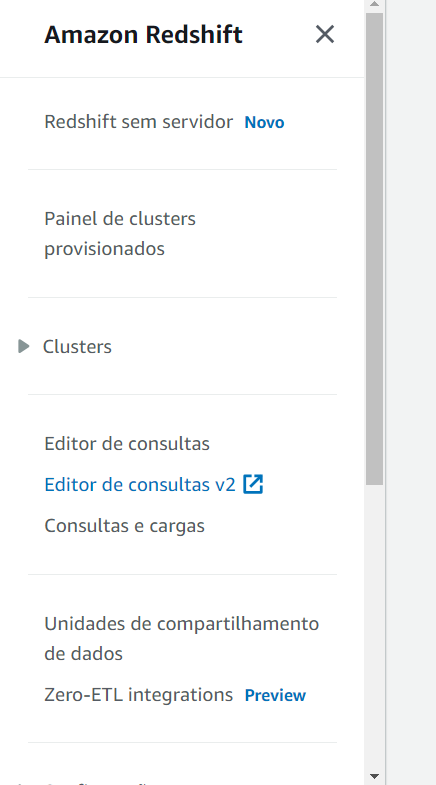 Amazon Redshift
Redshift sem servidor Novo
Painel de clusters
provisionados
Clusters
Editor de consultas
Editor de consultas v2
Consultas e cargas
Unidades de compartilhamento
de dados
Zero-ETL integrations Preview